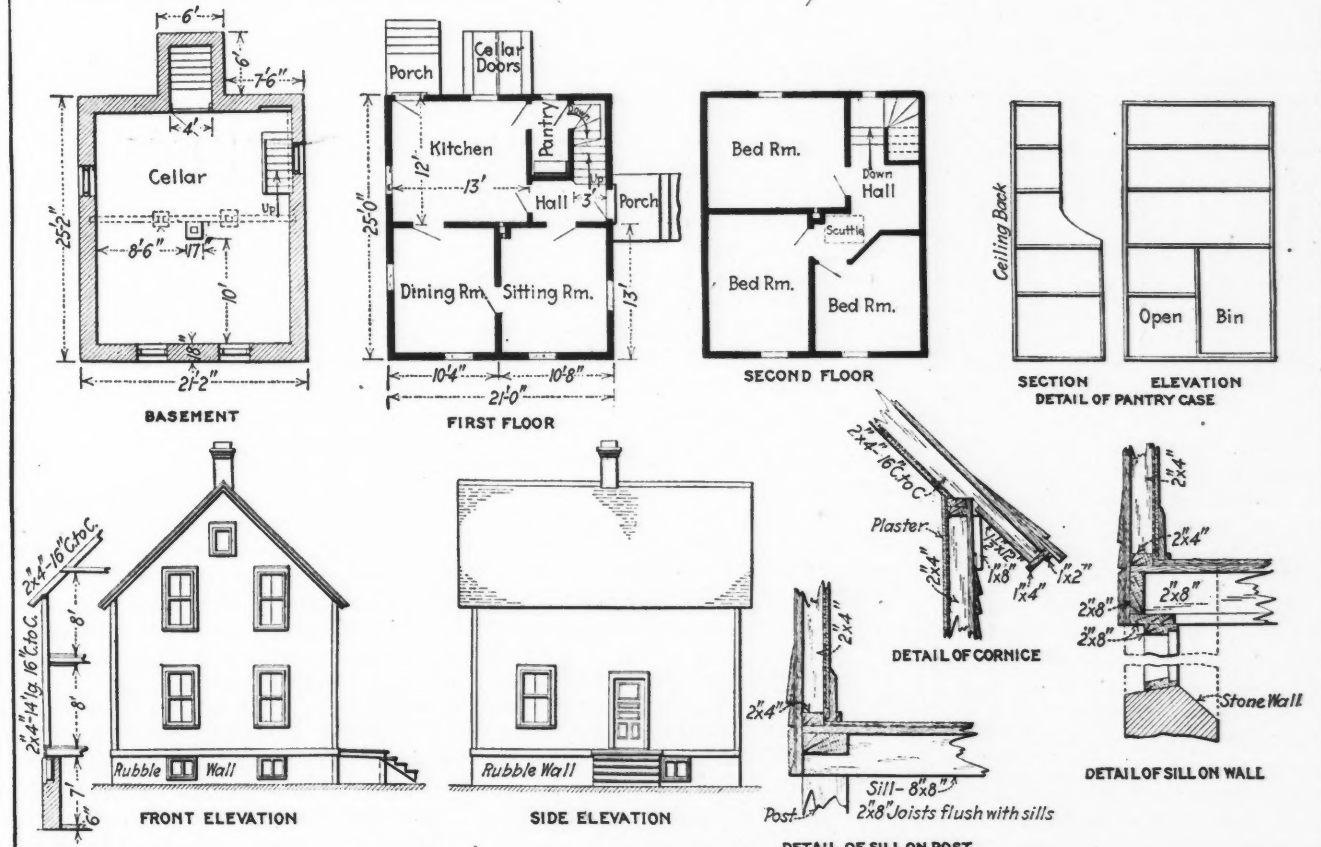 6'
6'
7'-6"
4'
Cellar
Up
25'-2"
8'-6"
17"
10'
18"
21'-2"
BASEMENT
Porch
Cellar
Doors
Kitchen
Pantry
Down
12'
13'
Up
Hall
3'
Porch
25'-0"
Dining Rm.
Sitting Rm.
13'
10'-4"
10'-8"
21'-0"
FIRST FLOOR
Bed Rm.
Down
Hall
Scuttle
Bed Rm.
Bed Rm.
SECOND FLOOR
Ceiling Back
Open
Bin
SECTION
ELEVATION
DETAIL OF PANTRY CASE
2"x4"-16" C.to C.
8'
2"x4"-14' lg. 16" C.to C.
8'
7'
6"
Rubble Wall
FRONT ELEVATION
Rubble Wall
SIDE ELEVATION
2"x4"-16" C.to C.
Plaster
2"x4"
1"x8"
1"x4"
1"x2"
DETAIL OF CORNICE
2"x4"
2"x4"
Sill-8"x8"
Post
2"x8" Joists flush with sills
DETAIL OF SILL ON POST
2"x4"
2"x4"
2"x8"
2"x8"
2"x8"
Stone Wall
DETAIL OF SILL ON WALL